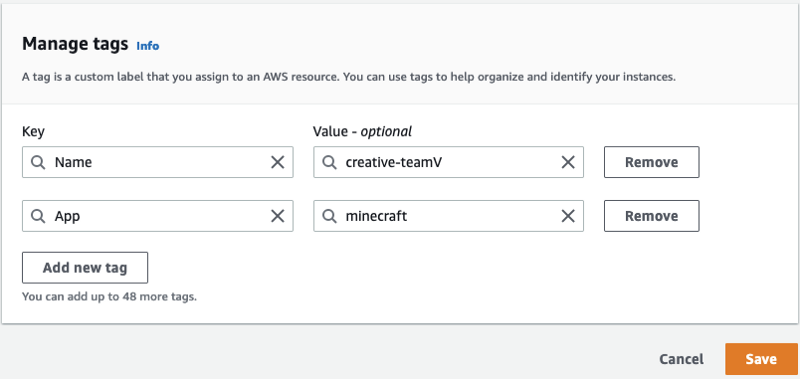 Manage tags Info
A tag is a custom label that you assign to an AWS resource. You can use tags to help organize and identify your instances.
Key Value - optional
Name creative-teamV Remove
App minecraft Remove
Add new tag
You can add up to 48 more tags.
Cancel Save